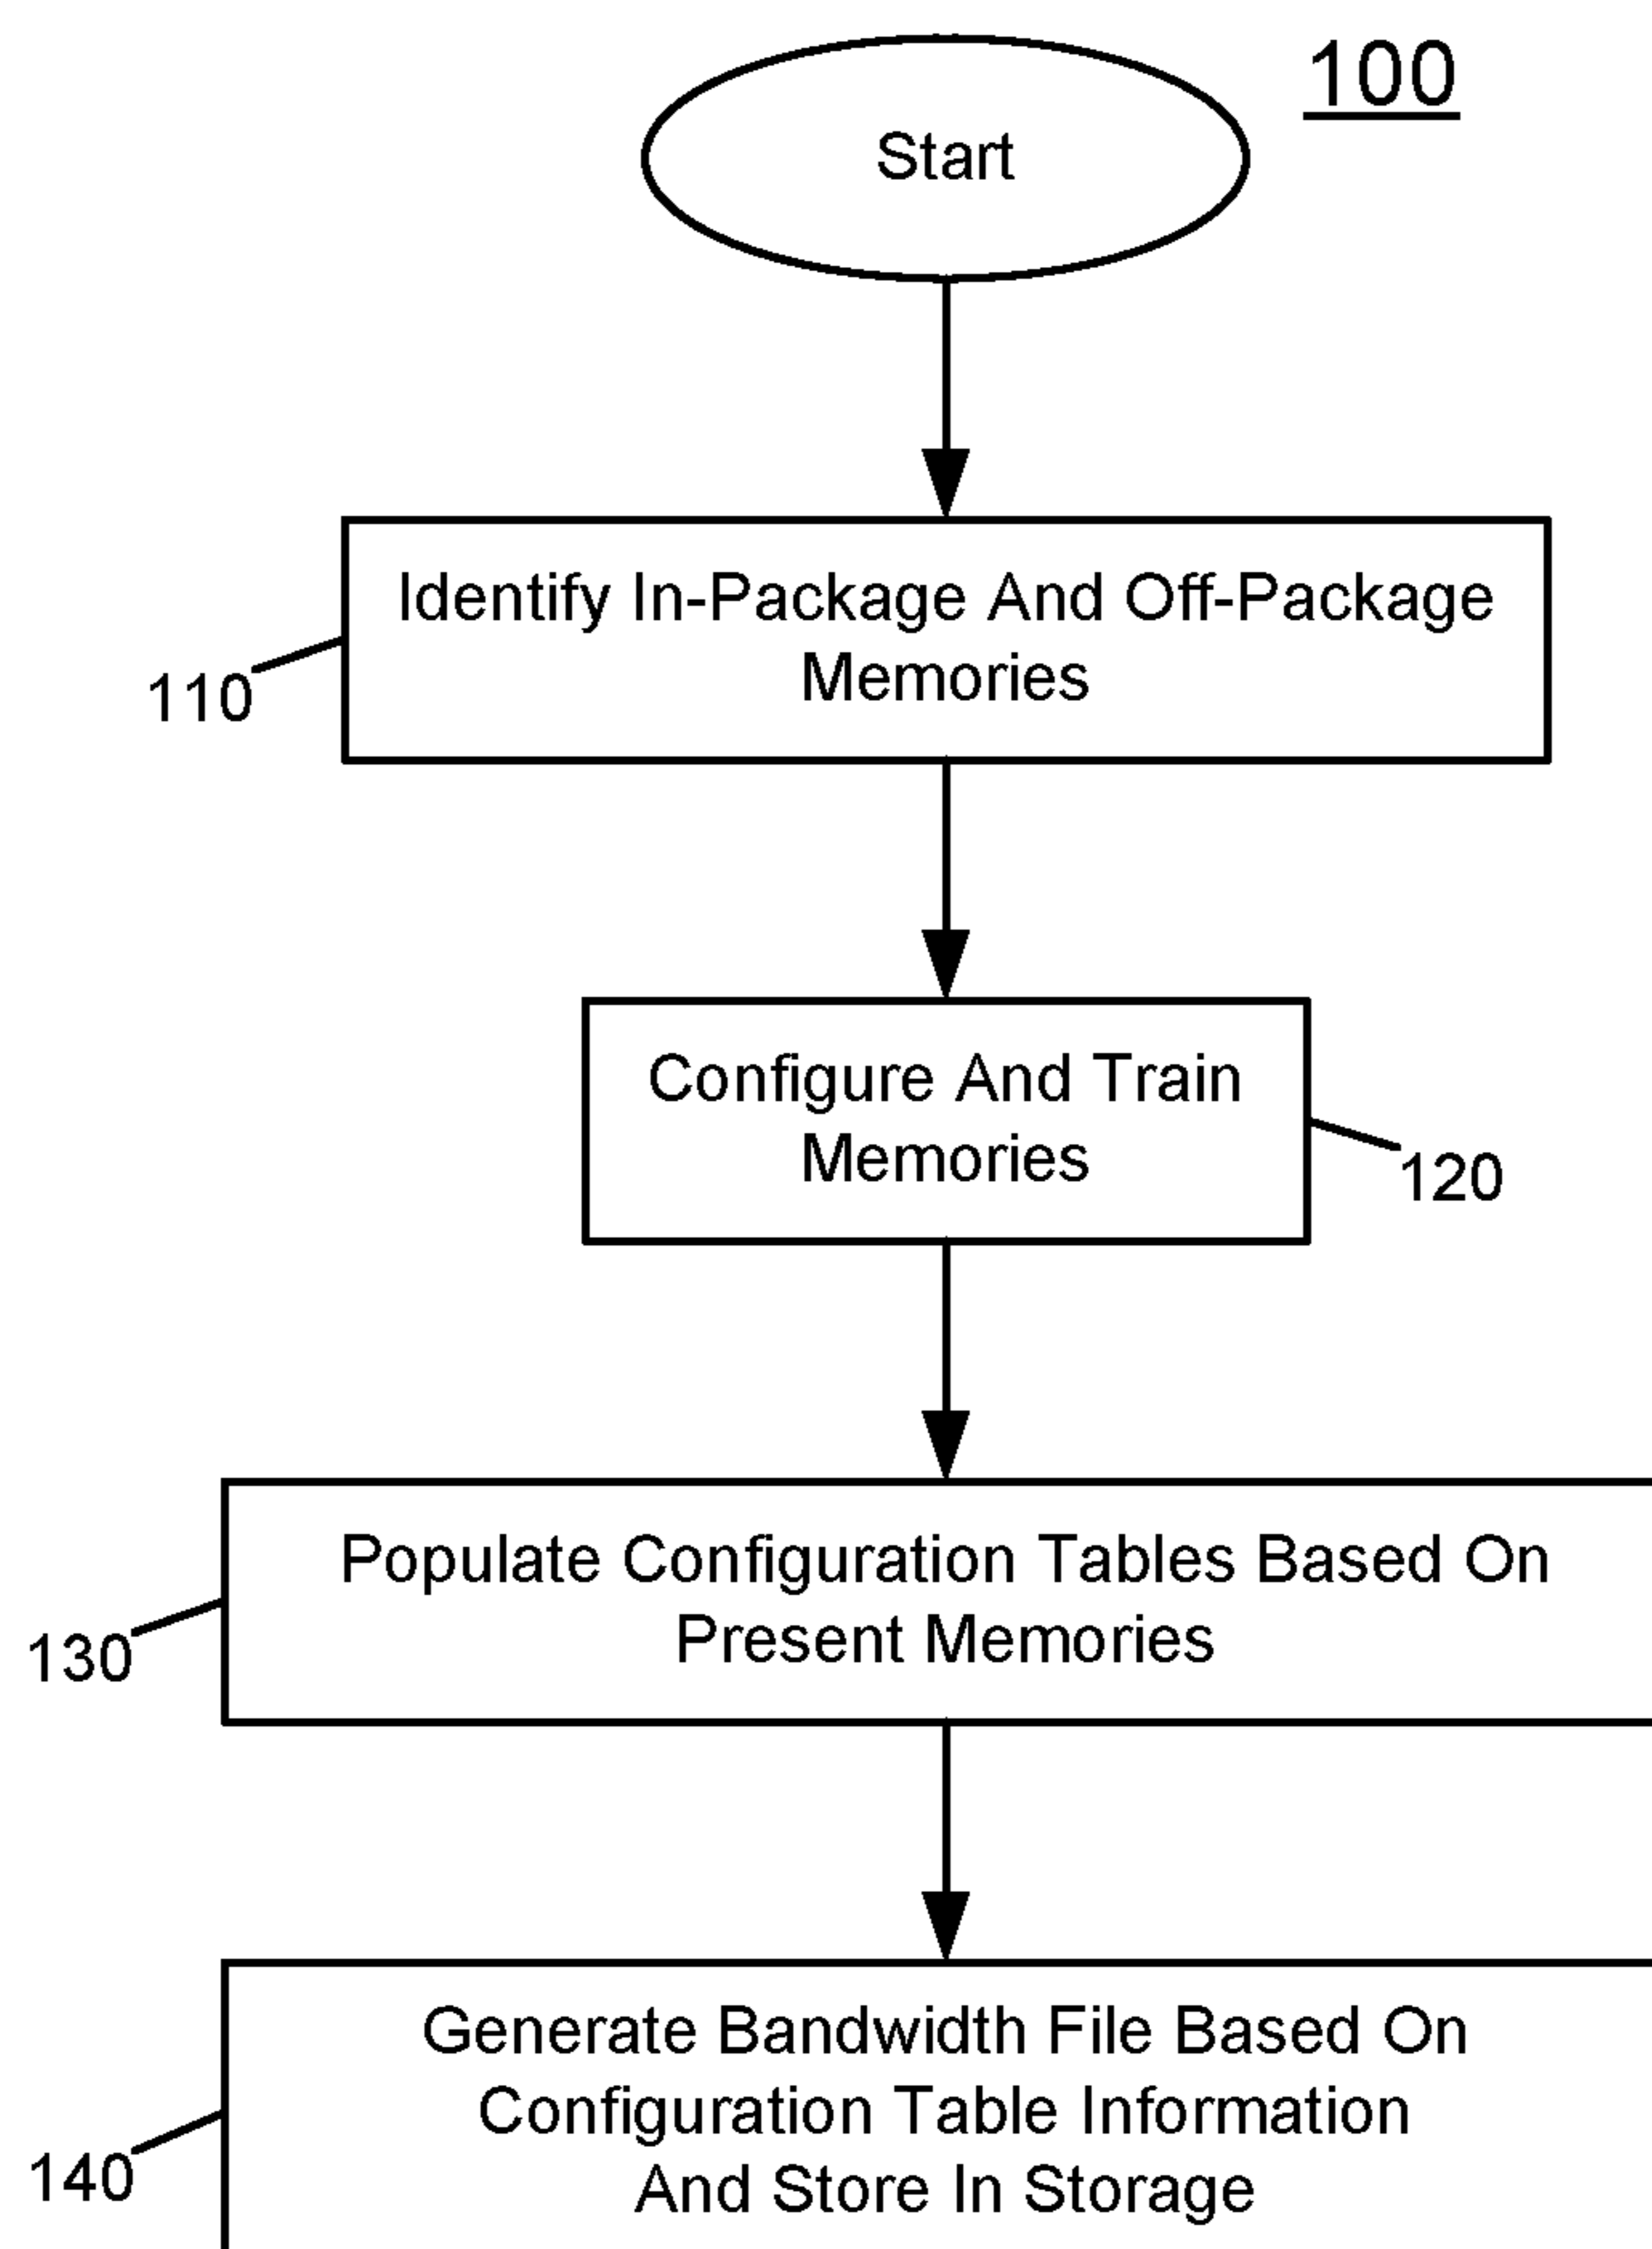 100
Start
Identify In-Package And Off-Package
Memories
110
Configure And Train
Memories
120
Populate Configuration Tables Based On
Present Memories
130
Generate Bandwidth File Based On
Configuration Table Information
And Store In Storage
140